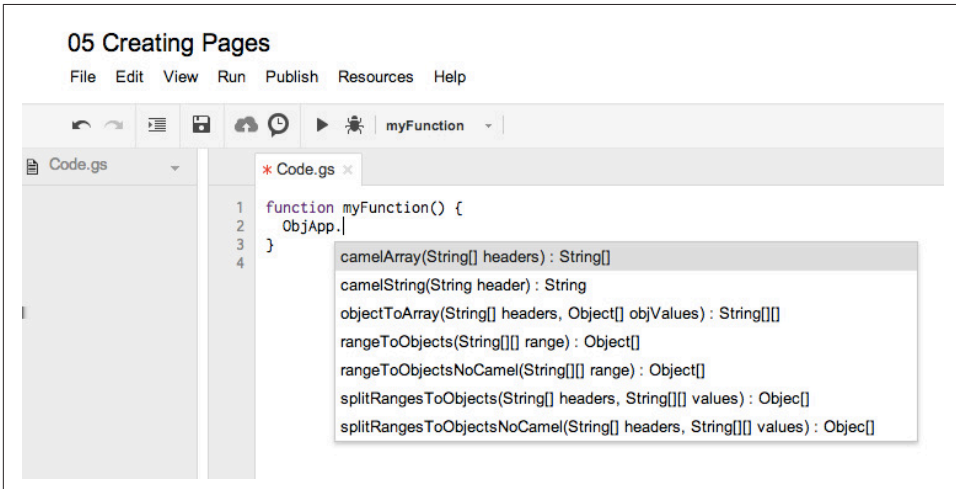 05 Creating Pages
File Edit View Run Publish Resources Help
myFunction
Code.gs
* Code.gs ×
1 function myFunction() {
2 ObjApp.
3 }
4
camelArray(String[] headers) : String[]
camelString(String header) : String
objectToArray(String[] headers, Object[] objValues) : String[][]
rangeToObjects(String[][] range) : Object[]
rangeToObjectsNoCamel(String[][] range) : Object[]
splitRangesToObjects(String[] headers, String[][] values) : Objec[]
splitRangesToObjectsNoCamel(String[] headers, String[][] values) : Objec[]